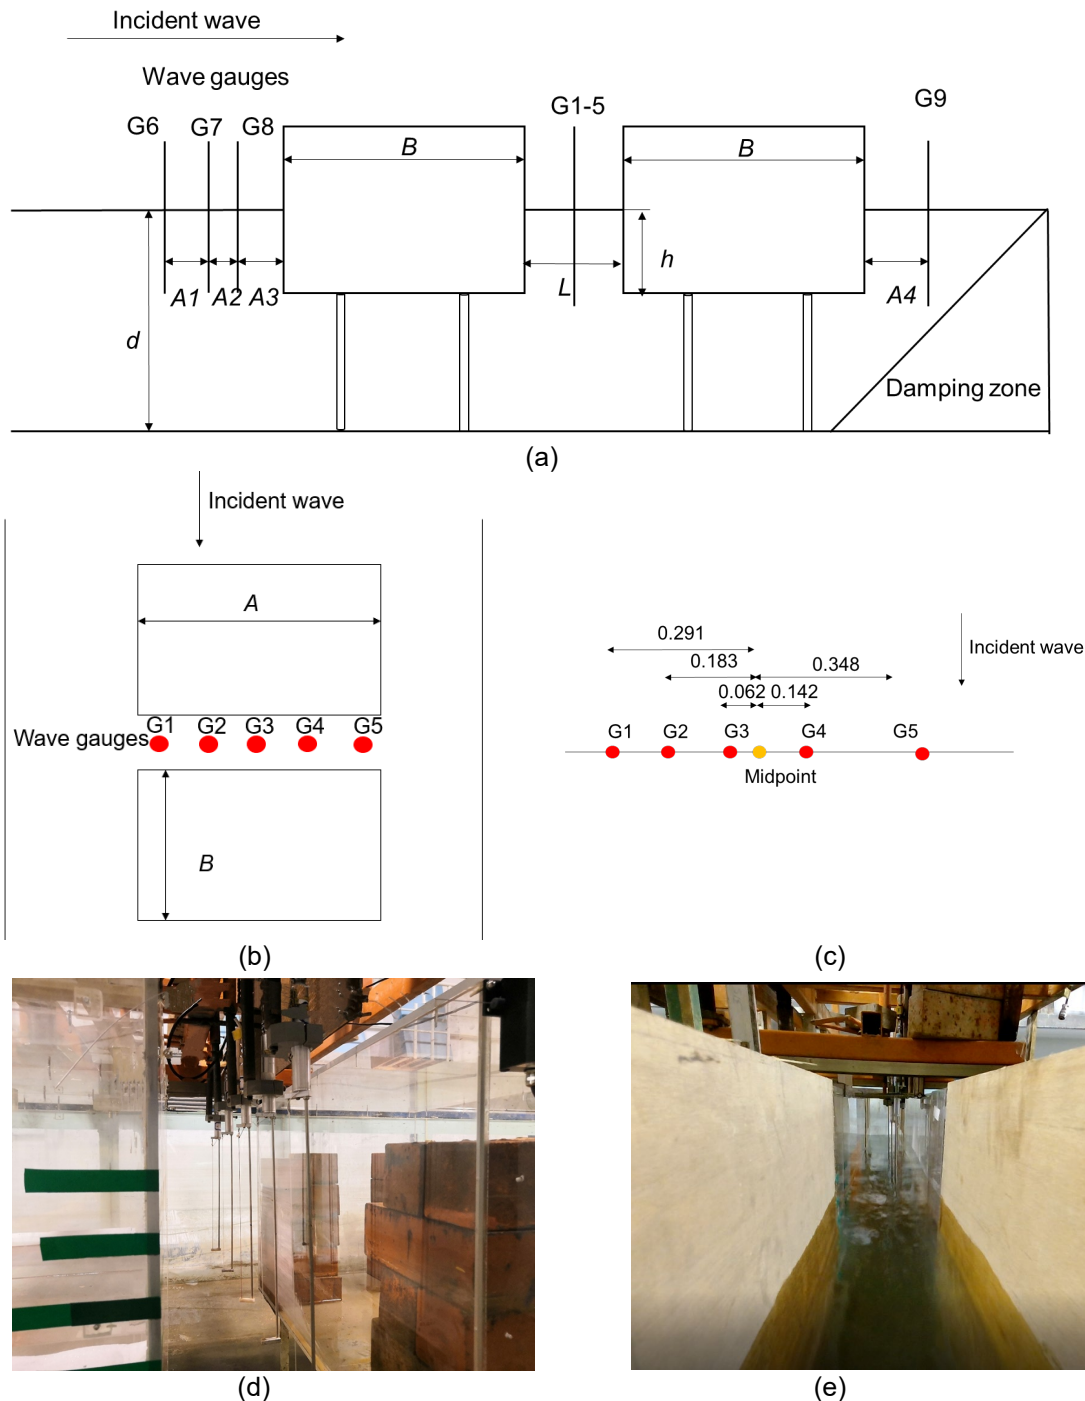 Incident wave
Wave gauges
G6 G7 G8 G1-5 G9
B B
h
A1 A2 A3 L A4
d
Damping zone
(a)
Incident wave
A
G1 G2 G3 G4 G5
Wave gauges
B
(b)
Incident wave
0.291
0.183 0.348
0.062 0.142
G1 G2 G3 G4 G5
Midpoint
(c)
(d)
(e)